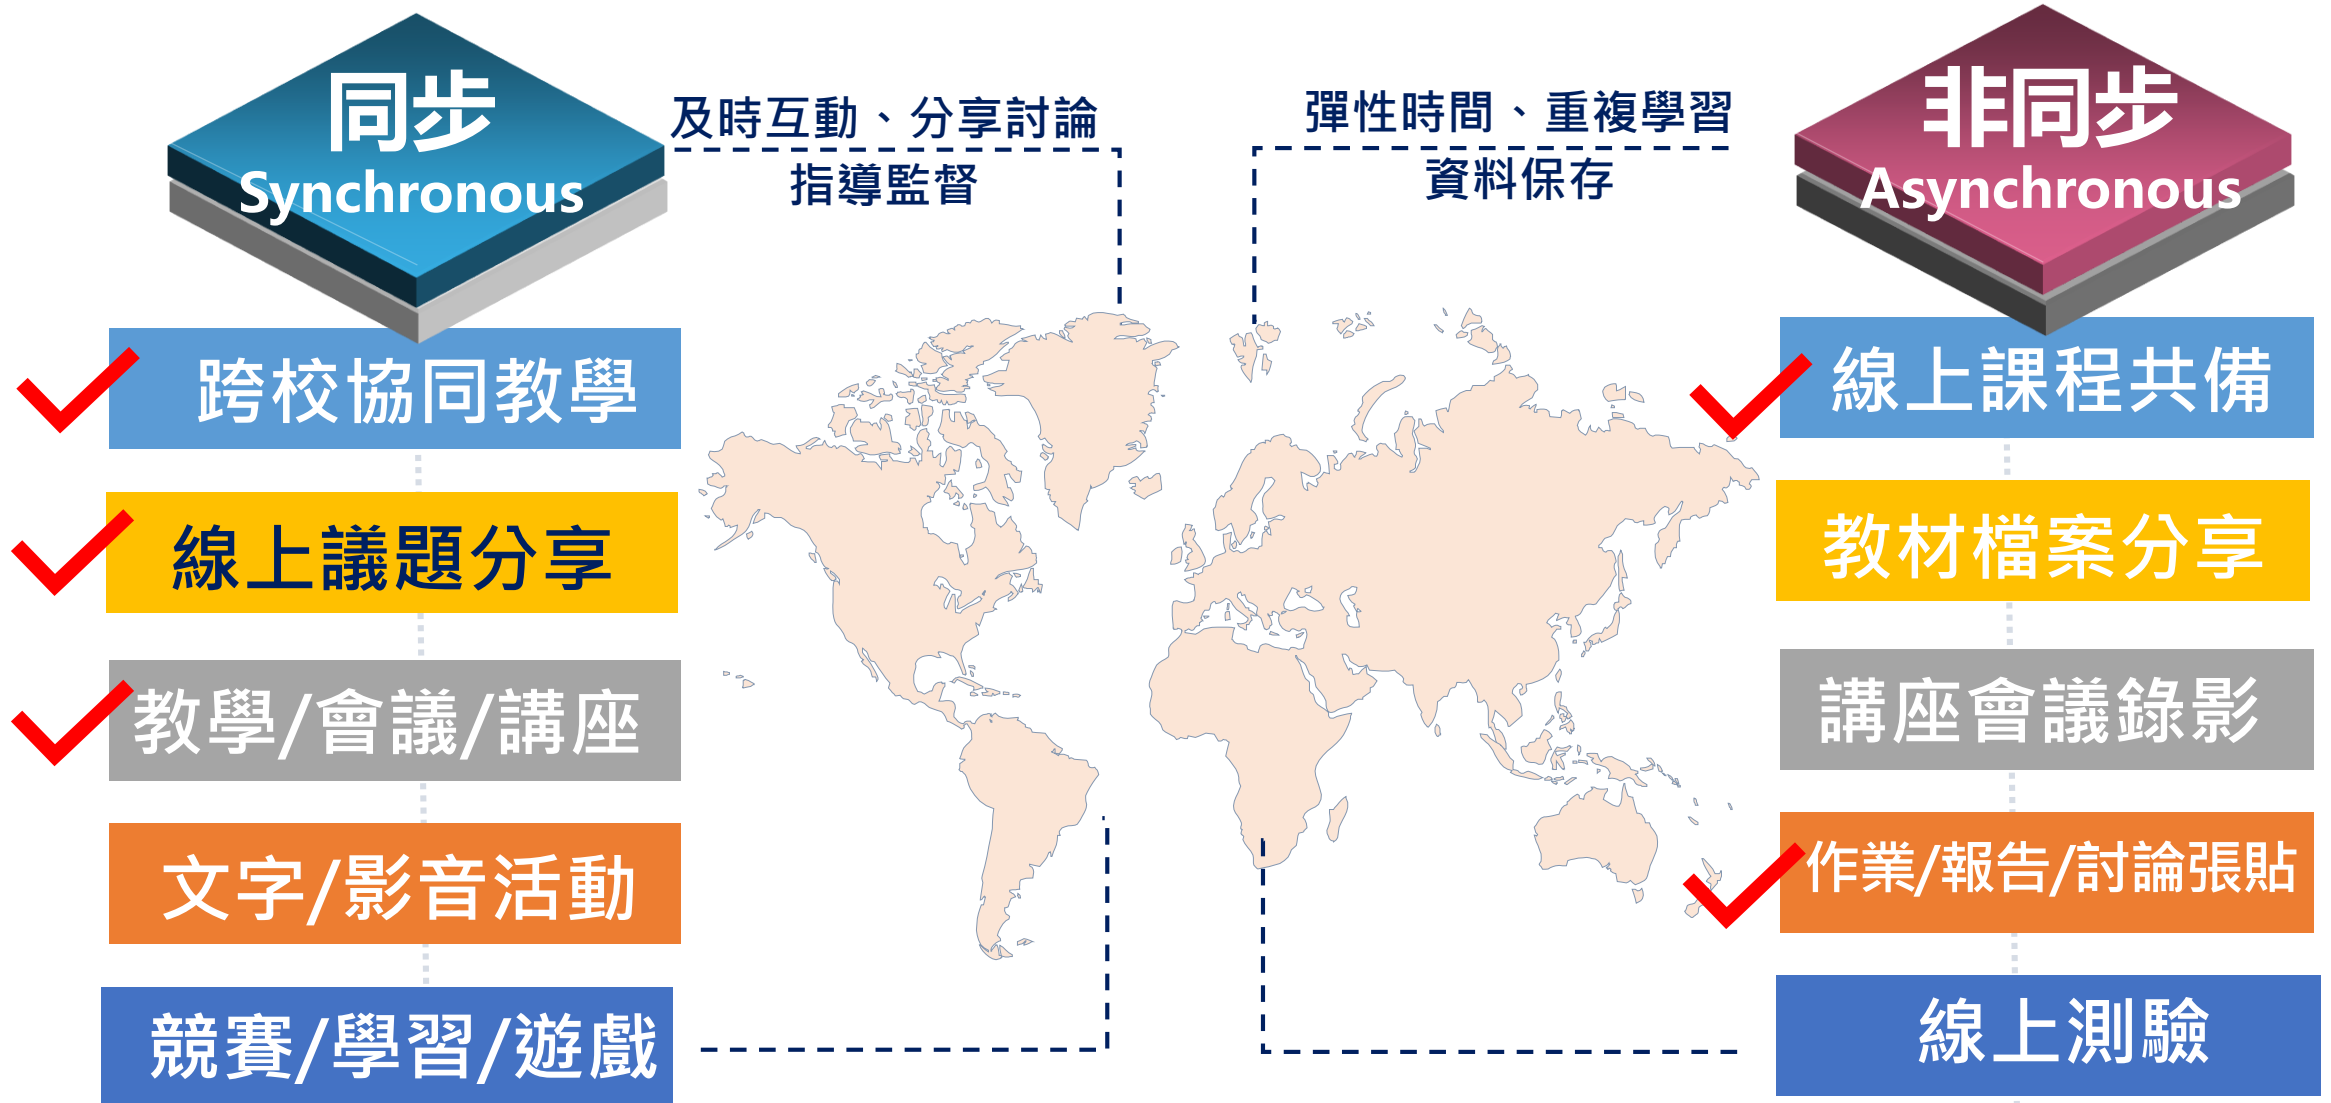 同步
Synchronous
及時互動、分享討論
指導監督
彈性時間、重複學習
資料保存
非同步
Asynchronous
跨校協同教學
線上議題分享
教學/會議/講座
文字/影音活動
競賽/學習/遊戲
線上課程共備
教材檔案分享
講座會議錄影
作業/報告/討論張貼
線上測驗